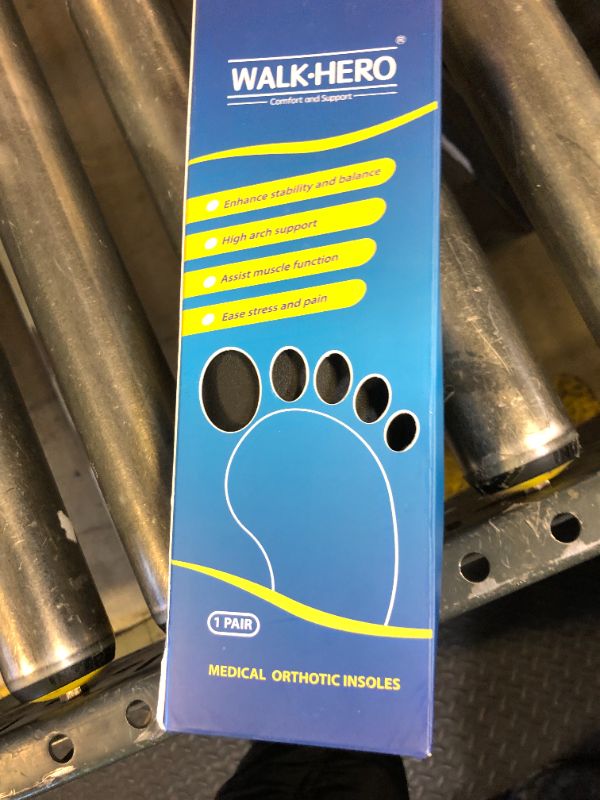 WALK·HERO®
Comfort and Support
Enhance stability and balance
High arch support
Assist muscle function
Ease stress and pain
1 PAIR
MEDICAL ORTHOTIC INSOLES